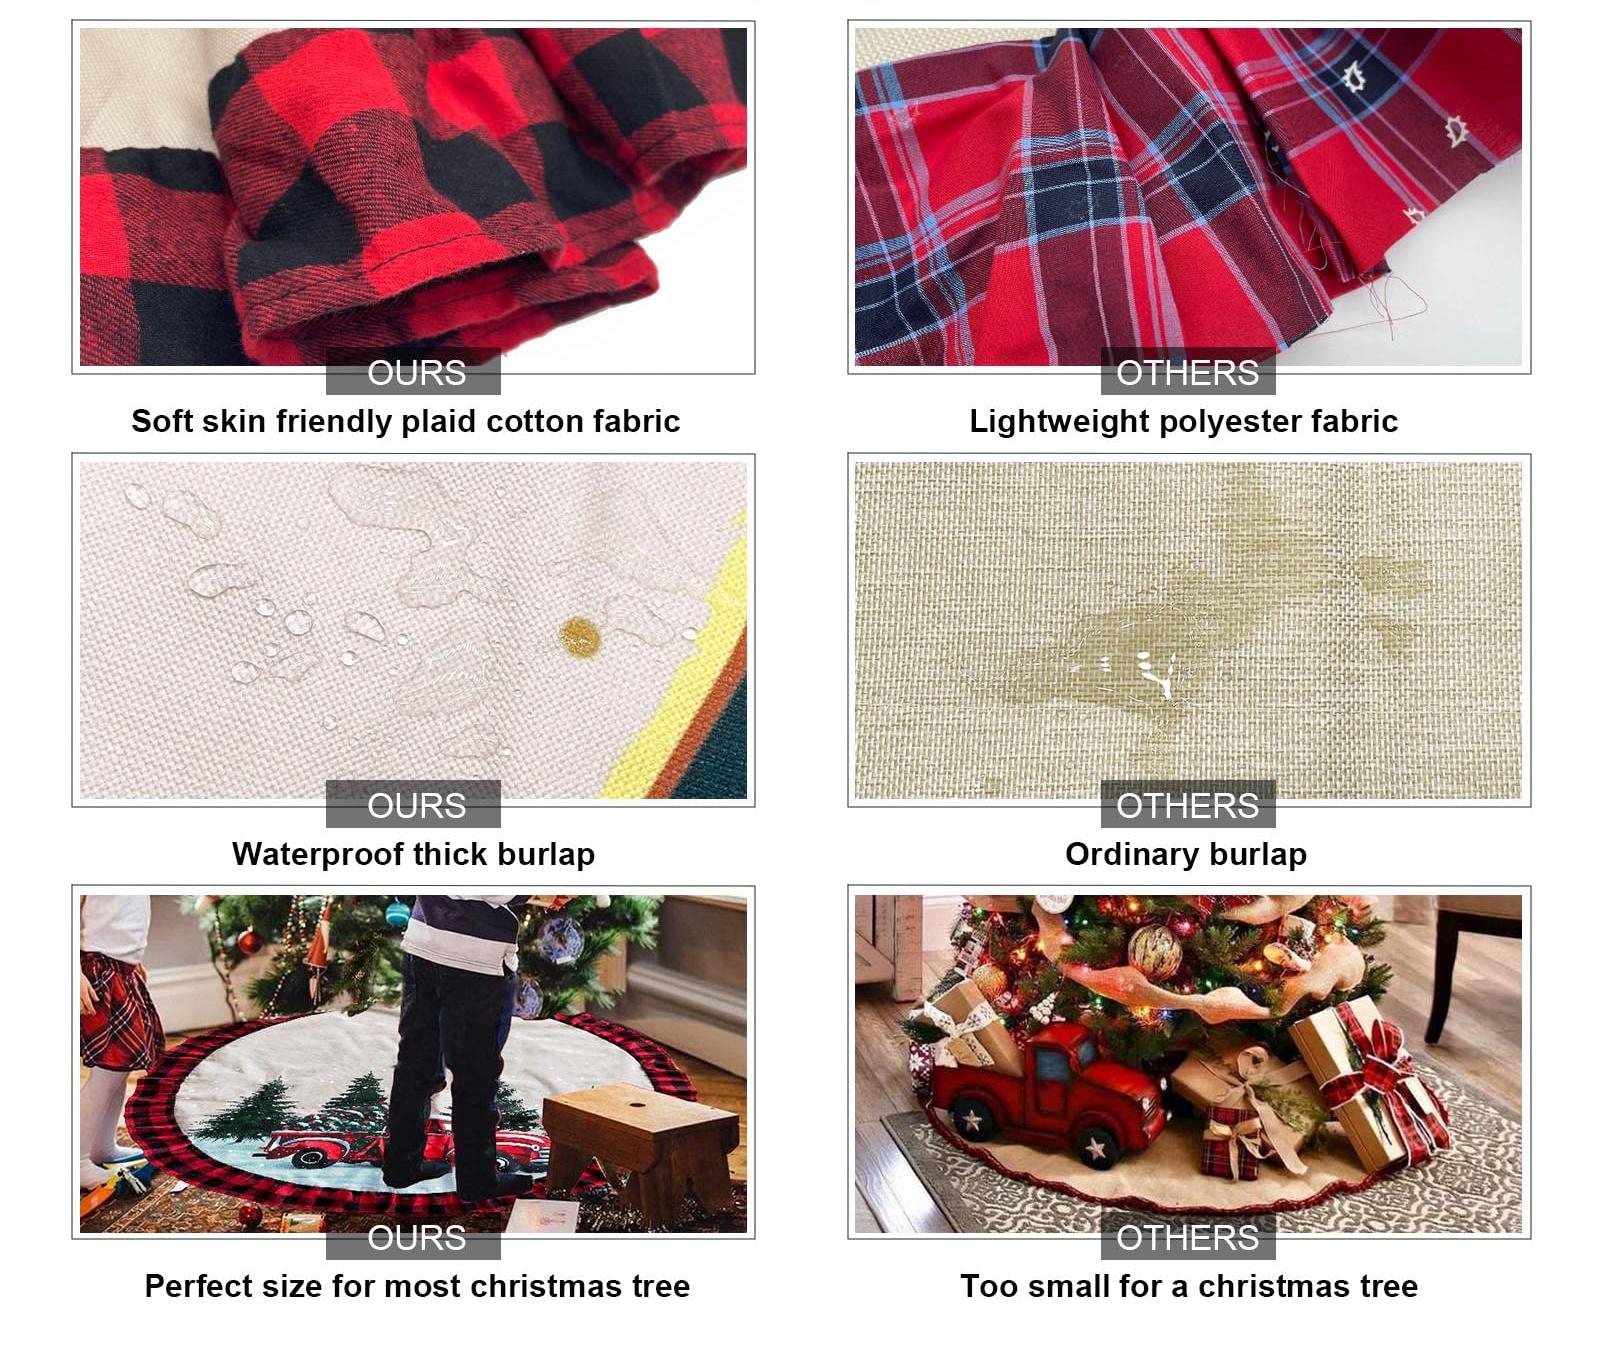 OURS
OTHERS
Soft skin friendly plaid cotton fabric
Lightweight polyester fabric
OURS
OTHERS
Waterproof thick burlap
Ordinary burlap
OURS
OTHERS
Perfect size for most christmas tree
Too small for a christmas tree